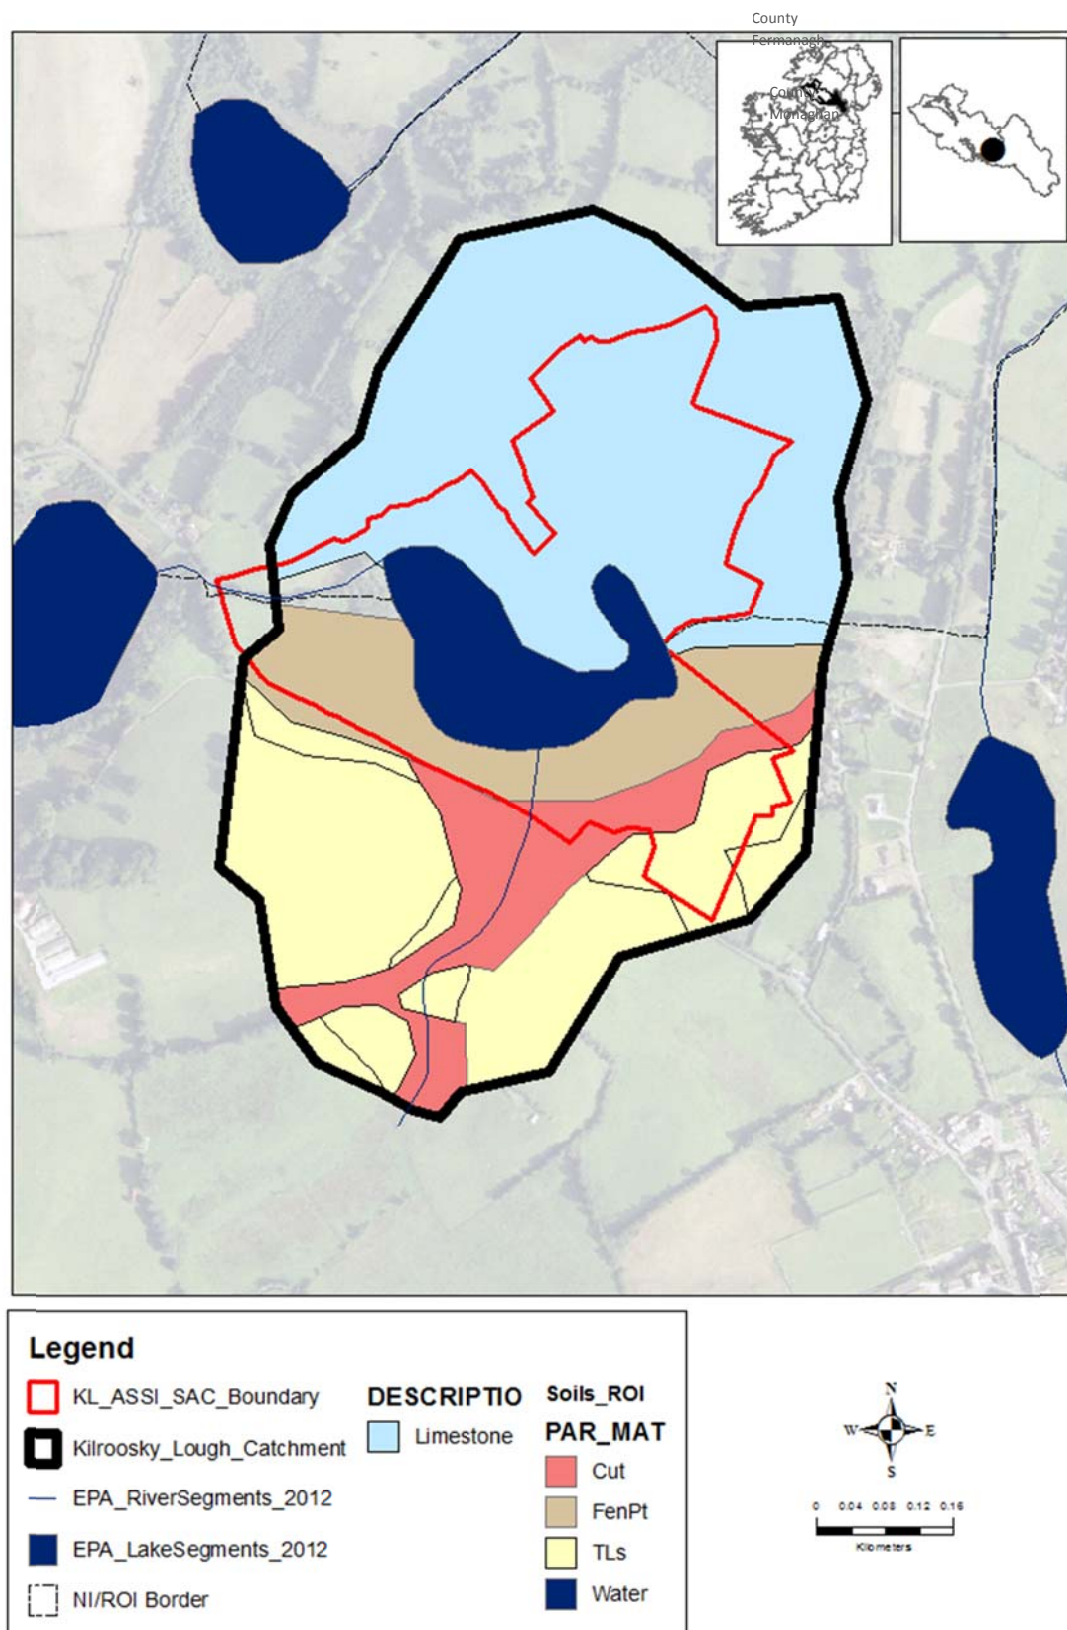 County
Fermanagh
County
Monaghan
Legend
KL_ASSI_SAC_Boundary
Kilroosky_Lough_Catchment
EPA_RiverSegments_2012
EPA_LakeSegments_2012
NI/ROI Border
DESCRIPTIO
Limestone
Soils_ROI
PAR_MAT
Cut
FenPt
TLs
Water
N
W E
S
0 0.04 0.08 0.12 0.16
Kilometers